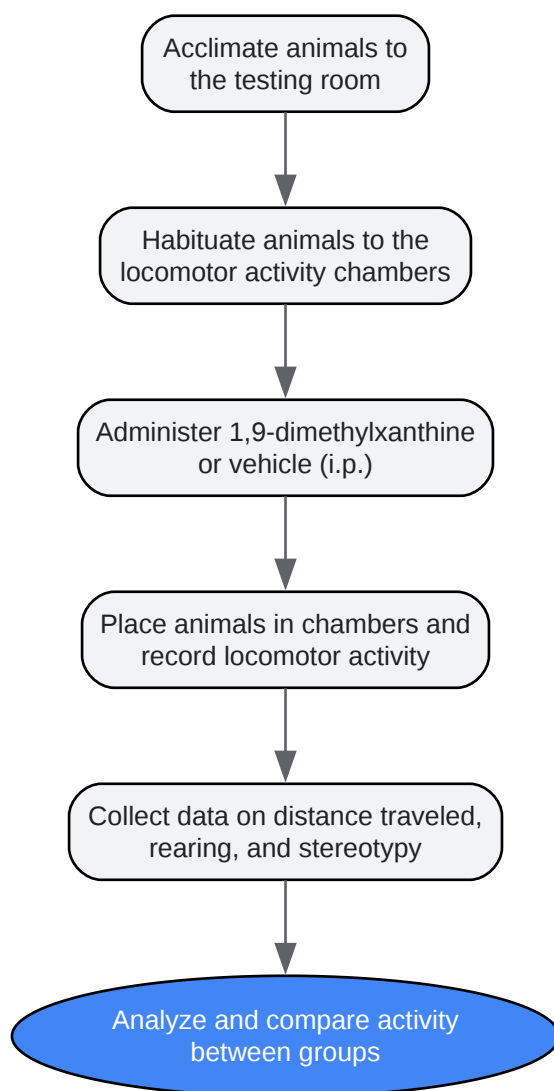 Acclimate animals to
the testing room
Habituate animals to the
locomotor activity chambers
Administer 1,9-dimethylxanthine
or vehicle (i.p.)
Place animals in chambers and
record locomotor activity
Collect data on distance traveled,
rearing, and stereotypy
Analyze and compare activity
between groups